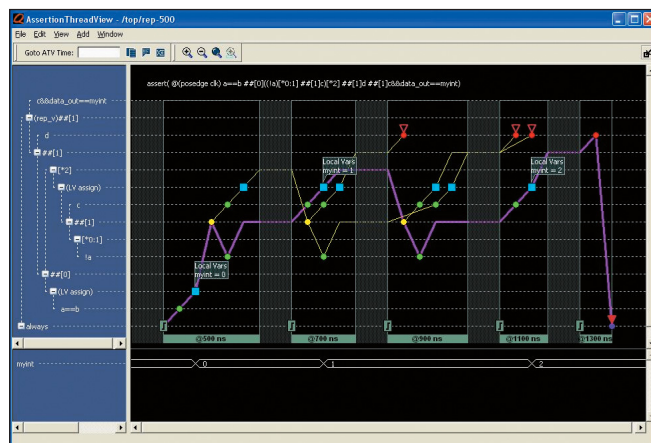 AssertionThreadView - /top/rep-500
File Edit View Add Window
Goto ATV Time:
assert( @(posedge clk) a==b ##[0]((!a)[*0:1] ##[1]c)[*2] ##[1]d ##[1]c&&data_out==myint)
c&&data_out==myint
(rep_v)##[1]
d
##[1]
[*2]
(LV assign)
c
##[1]
[*0:1]
!a
##[0]
(LV assign)
a==b
always
Local Vars
myint = 0
Local Vars
myint = 1
Local Vars
myint = 2
@500 ns
@700 ns
@900 ns
@1100 ns
@1300 ns
myint
0
1
2